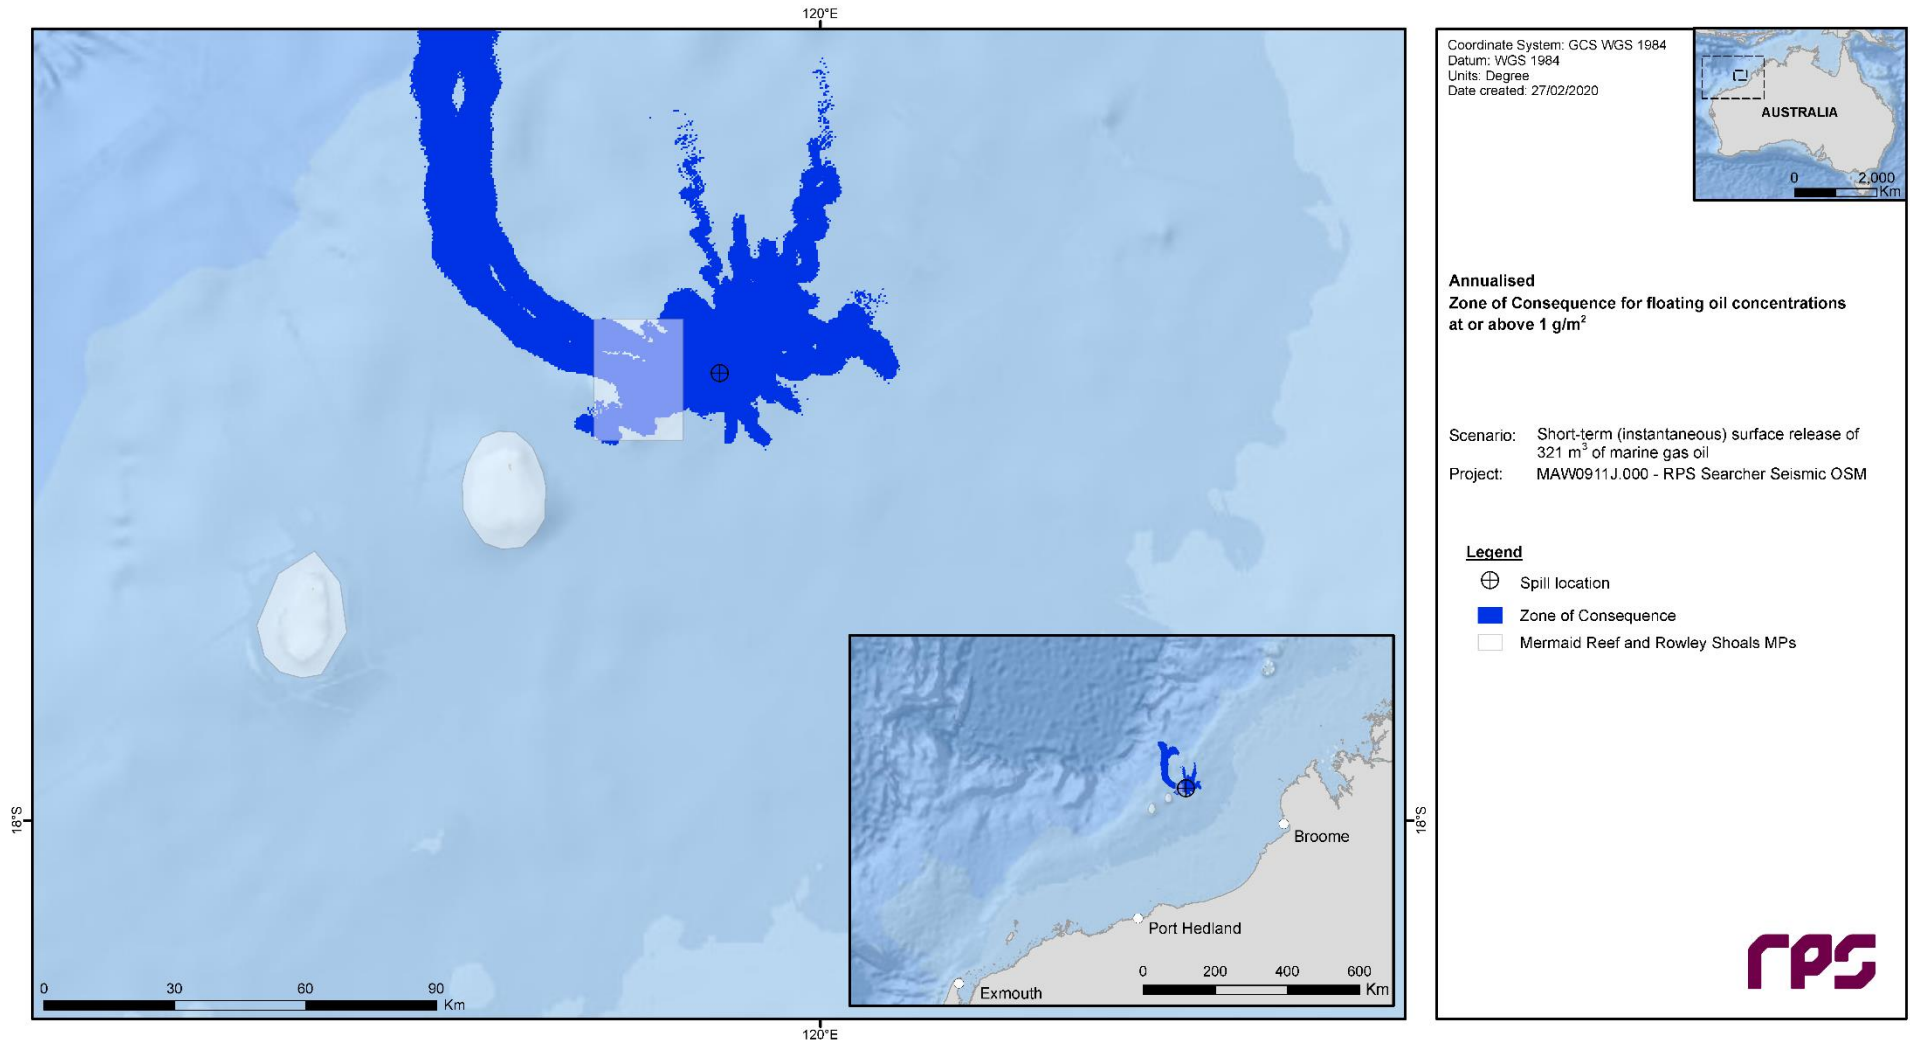 120°E
18°S
18°S
0 30 60 90
Km
120°E
Broome
Port Hedland
Exmouth
0 200 400 600
Km
Coordinate System: GCS WGS 1984
Datum: WGS 1984
Units: Degree
Date created: 27/02/2020
AUSTRALIA
0 2,000
Km
Annualised
Zone of Consequence for floating oil concentrations
at or above 1 g/m²
Scenario: Short-term (instantaneous) surface release of
321 m³ of marine gas oil
Project: MAW0911J.000 - RPS Searcher Seismic OSM
Legend
Spill location
Zone of Consequence
Mermaid Reef and Rowley Shoals MPs
rps